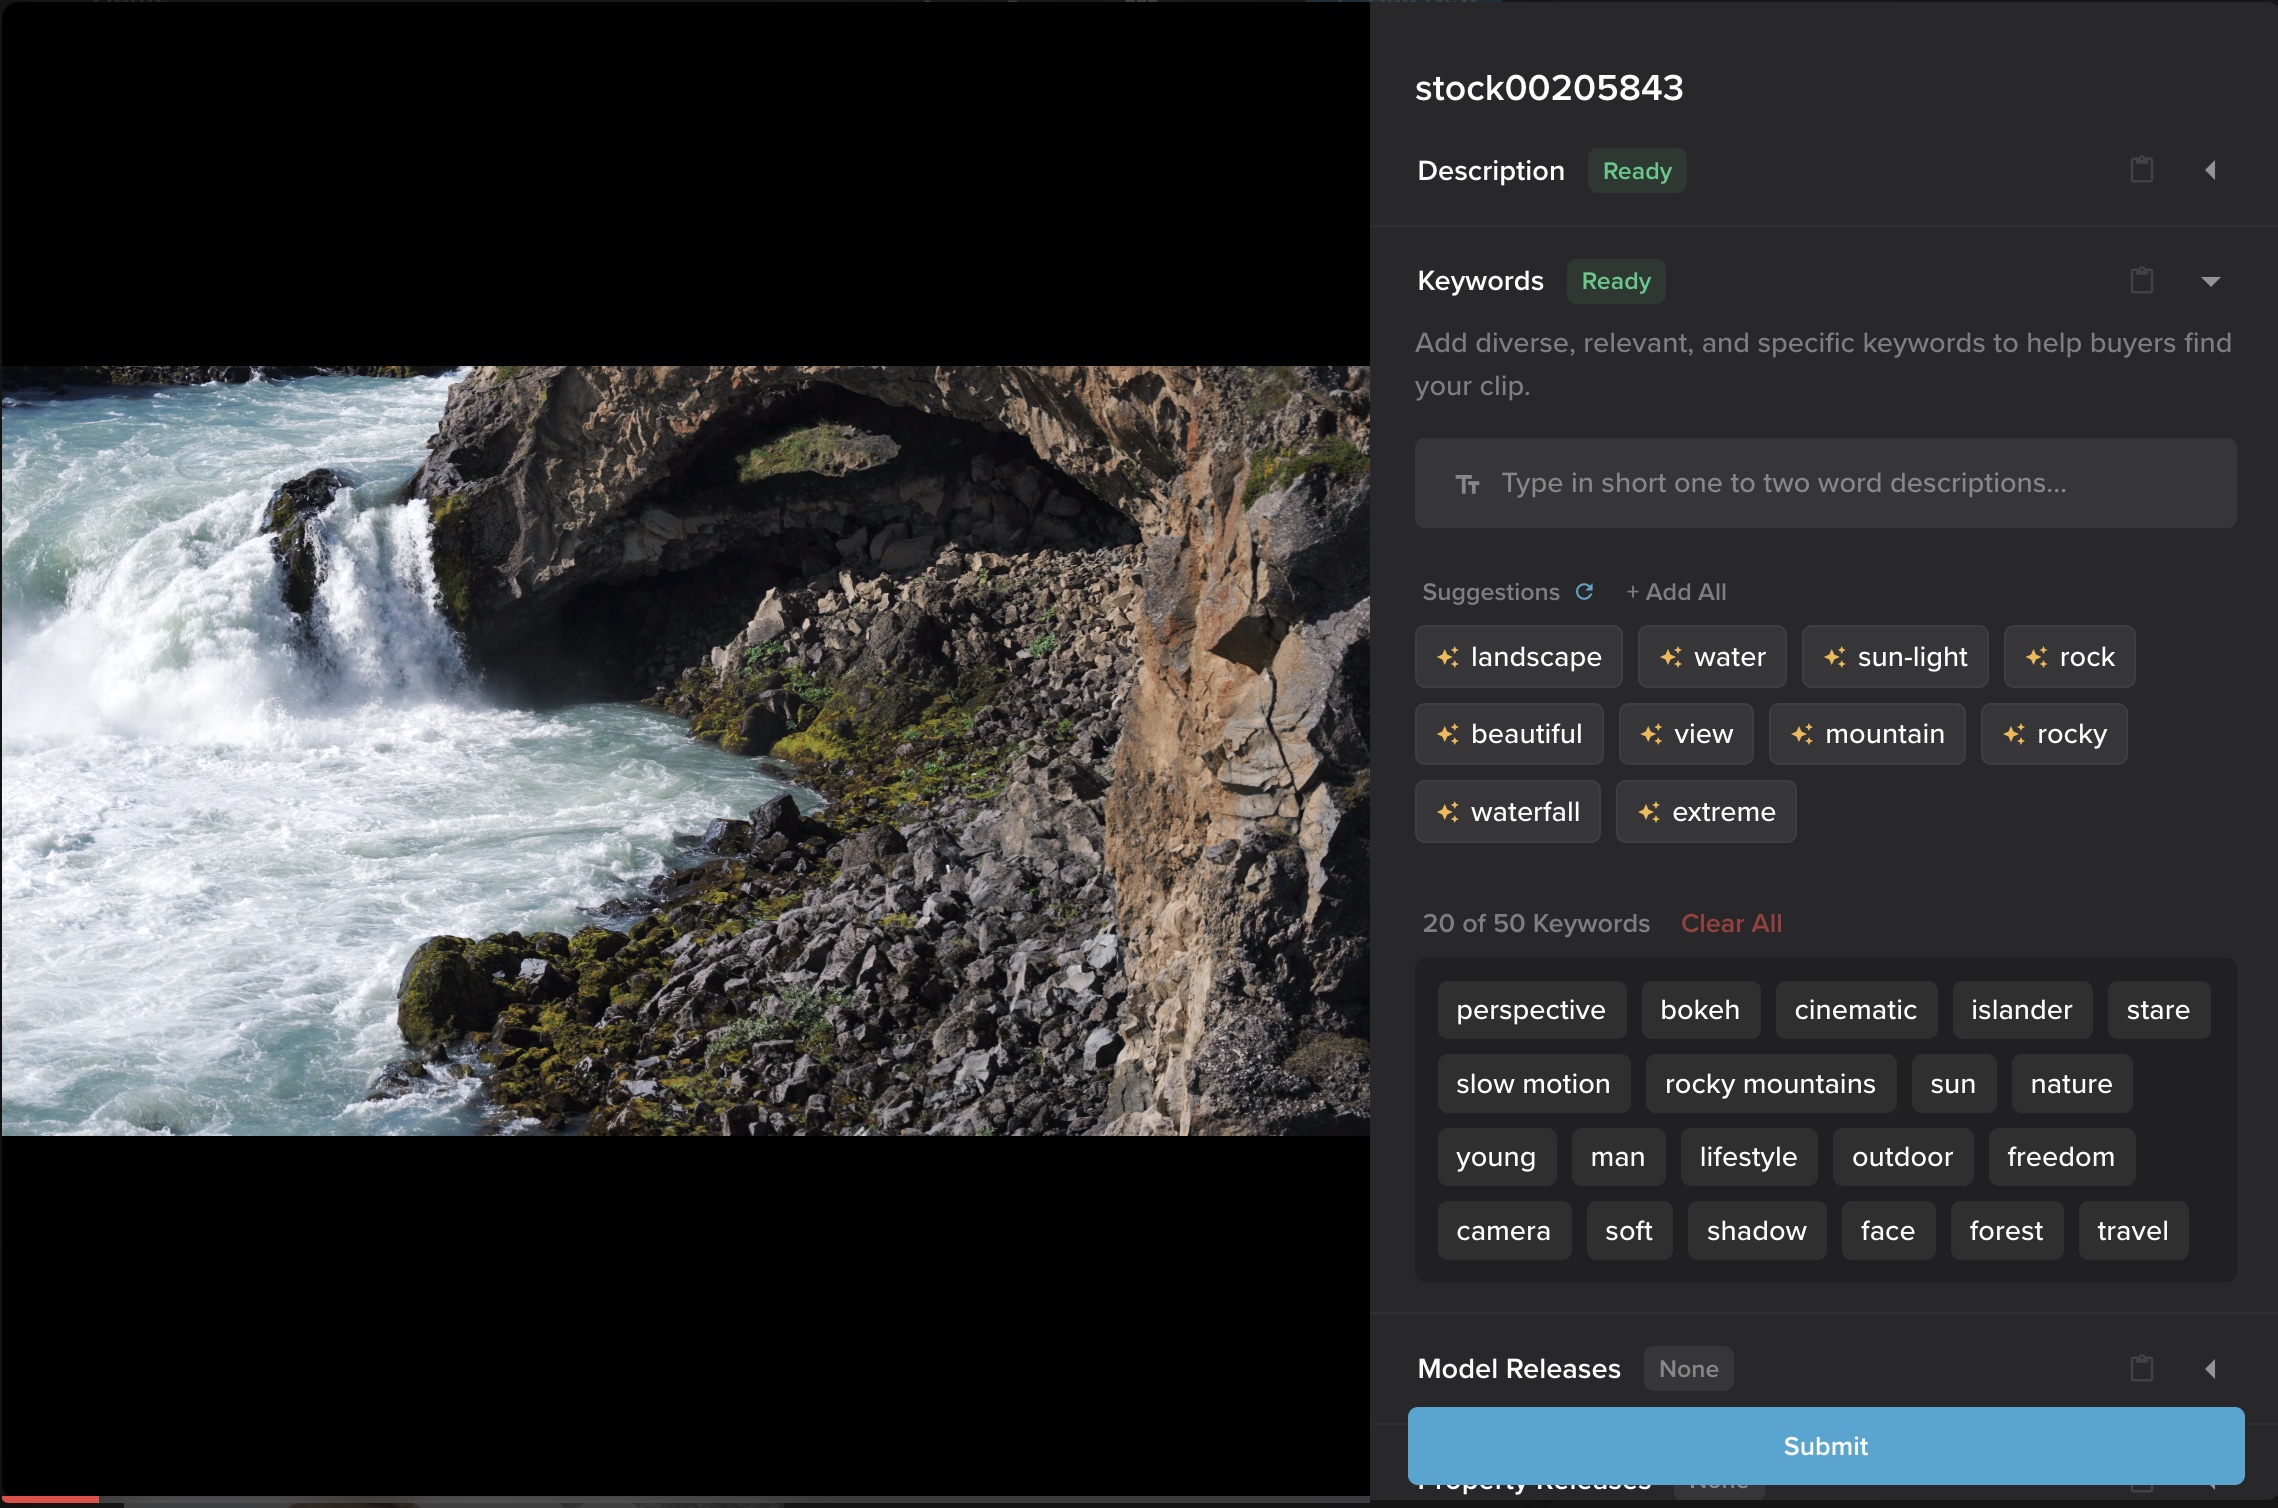 stock00205843
Description Ready
Keywords Ready
Add diverse, relevant, and specific keywords to help buyers find
your clip.
Type in short one to two word descriptions...
Suggestions + Add All
landscape water sun-light rock
beautiful view mountain rocky
waterfall extreme
20 of 50 Keywords Clear All
perspective bokeh cinematic islander stare
slow motion rocky mountains sun nature
young man lifestyle outdoor freedom
camera soft shadow face forest travel
Model Releases None
Submit
Property Releases None